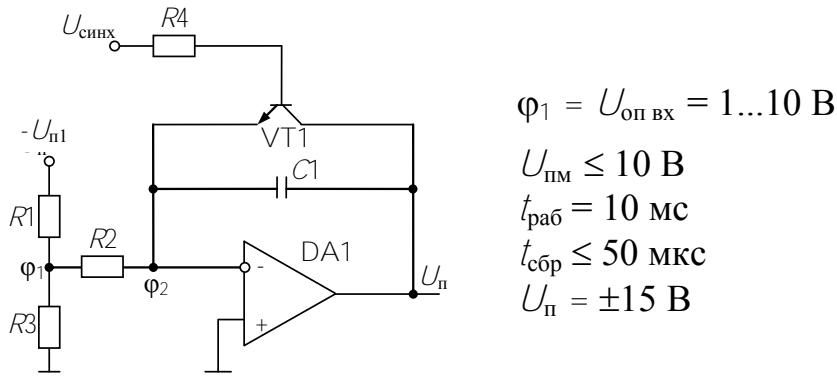 Uсинх
R4
-Uп1
VT1
C1
R1
R2
DA1
φ1
φ2
-
+
Uп
R3
φ1 = Uоп вх = 1...10 В
Uпм ≤ 10 В
tраб = 10 мс
tсбр ≤ 50 мкс
Uп = ±15 В